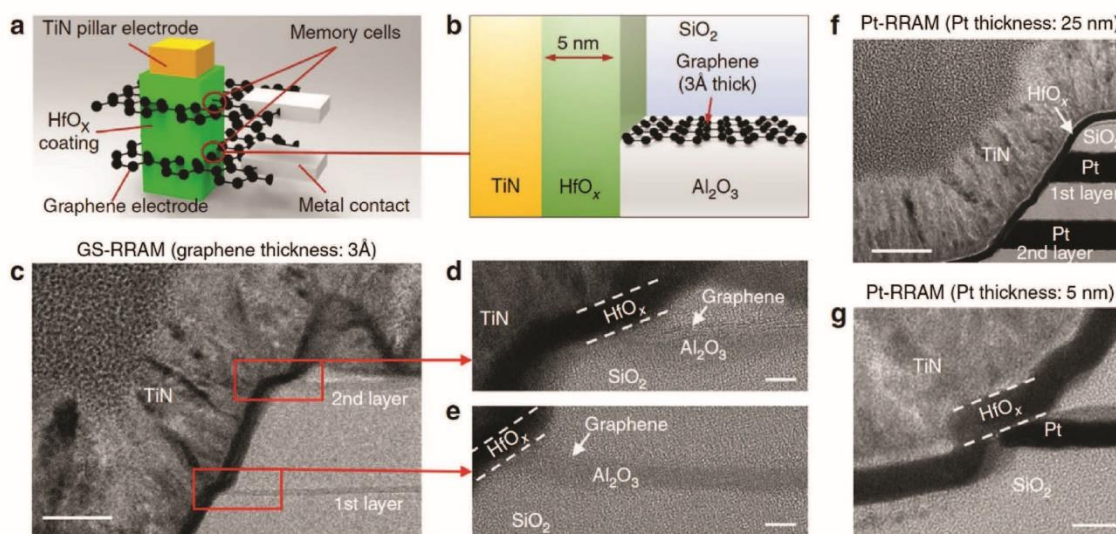 a
TiN pillar electrode
Memory cells
HfOₓ
coating
Graphene electrode
Metal contact
b
5 nm
SiO₂
Graphene
(3Å thick)
TiN
HfOₓ
Al₂O₃
GS-RRAM (graphene thickness: 3Å)
c
TiN
2nd layer
1st layer
d
TiN
HfOₓ
Graphene
Al₂O₃
SiO₂
e
HfOₓ
Graphene
Al₂O₃
SiO₂
f
Pt-RRAM (Pt thickness: 25 nm)
HfOₓ
SiO₂
TiN
Pt
1st layer
Pt
2nd layer
Pt-RRAM (Pt thickness: 5 nm)
g
TiN
HfOₓ
Pt
SiO₂